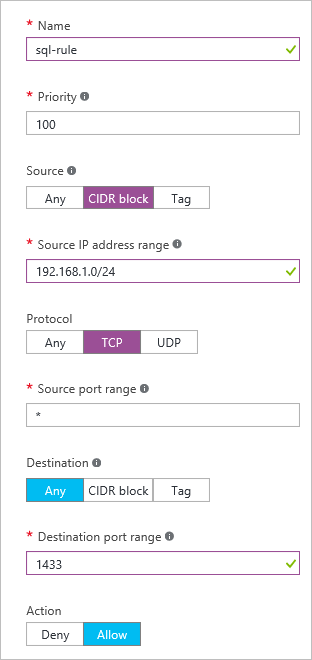 * Name
sql-rule
* Priority
100
Source
Any CIDR block Tag
* Source IP address range
192.168.1.0/24
Protocol
Any TCP UDP
* Source port range
*
Destination
Any CIDR block Tag
* Destination port range
1433
Action
Deny Allow